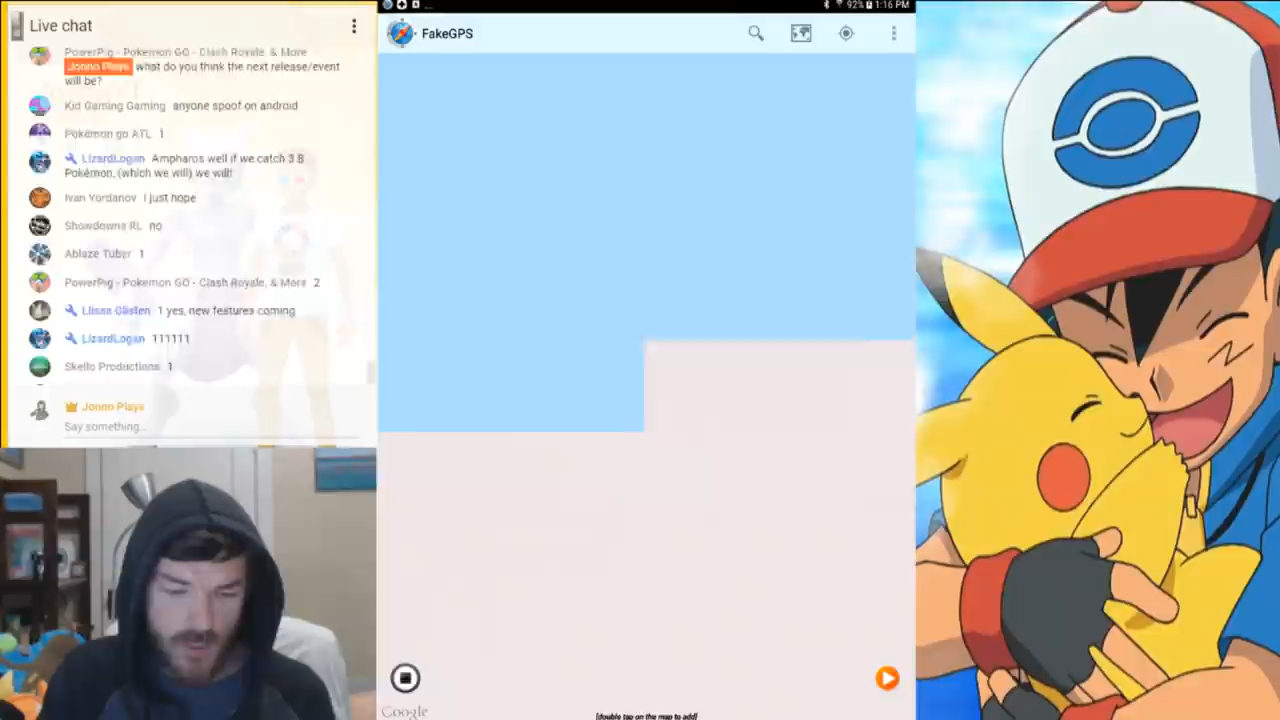 92% 1:16 PM
Live chat
FakeGPS
PowerPig - Pokemon GO - Clash Royale, & More
Jonno Plays what do you think the next release/event
will be?
Kid Gaming Gaming anyone spoof on android
Pokemon go ATL 1
LizardLogan Ampharos well if we catch 3 B
Pokémon, (which we will) we will!
Ivan Yordanov I just hope
Showdowns RL no
Ablaze Tuber 1
PowerPig - Pokemon GO - Clash Royale, & More 2
1 yes, new features coming
LizardLogan 111111
Skello Productions 1
Jonno Plays
Say something...
Google
[double tap on the map to add]